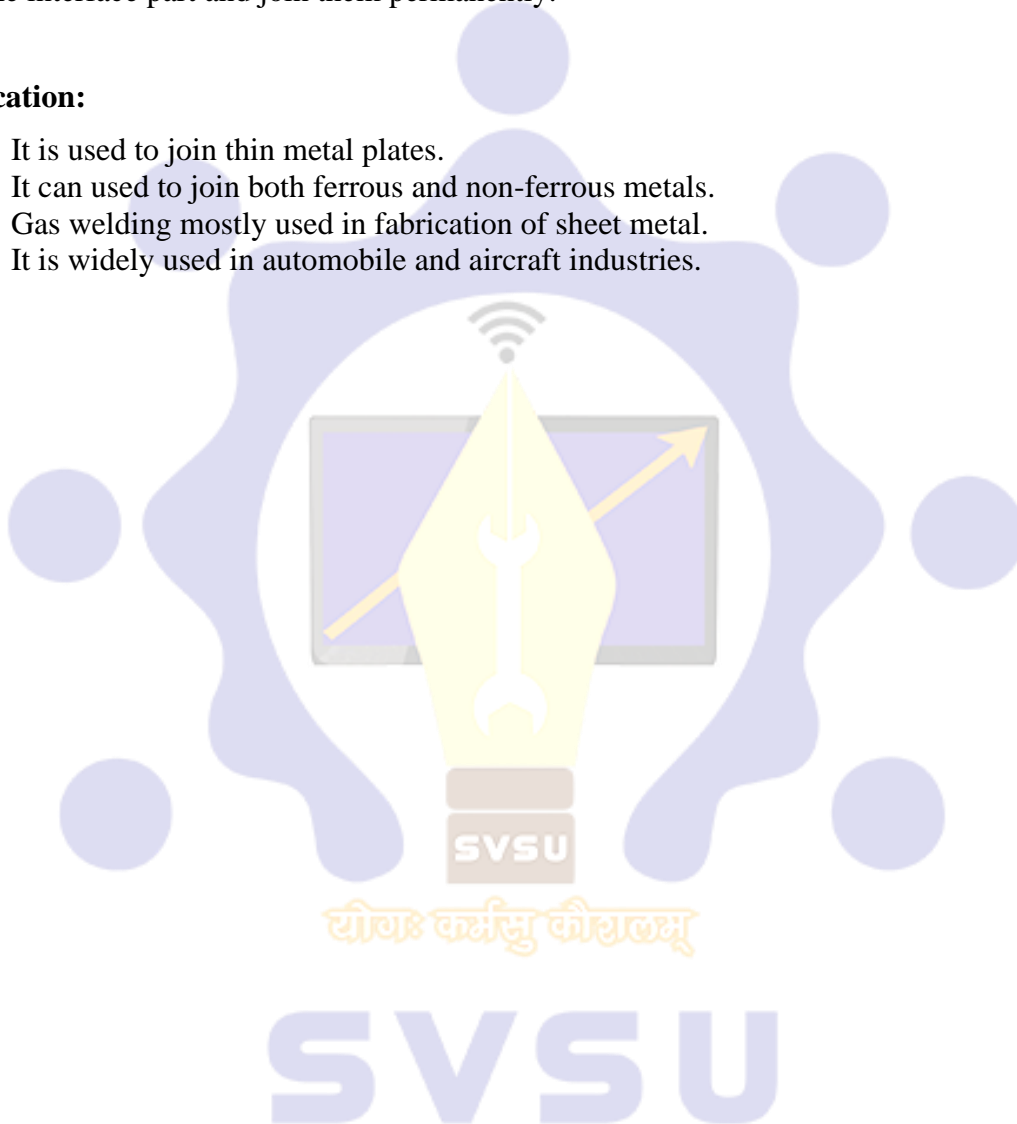 interface part and join them permanently.
cation:
It is used to join thin metal plates.
It can used to join both ferrous and non-ferrous metals.
Gas welding mostly used in fabrication of sheet metal.
It is widely used in automobile and aircraft industries.
SVSU
योगः कर्मसु कौशलम्
SVSU